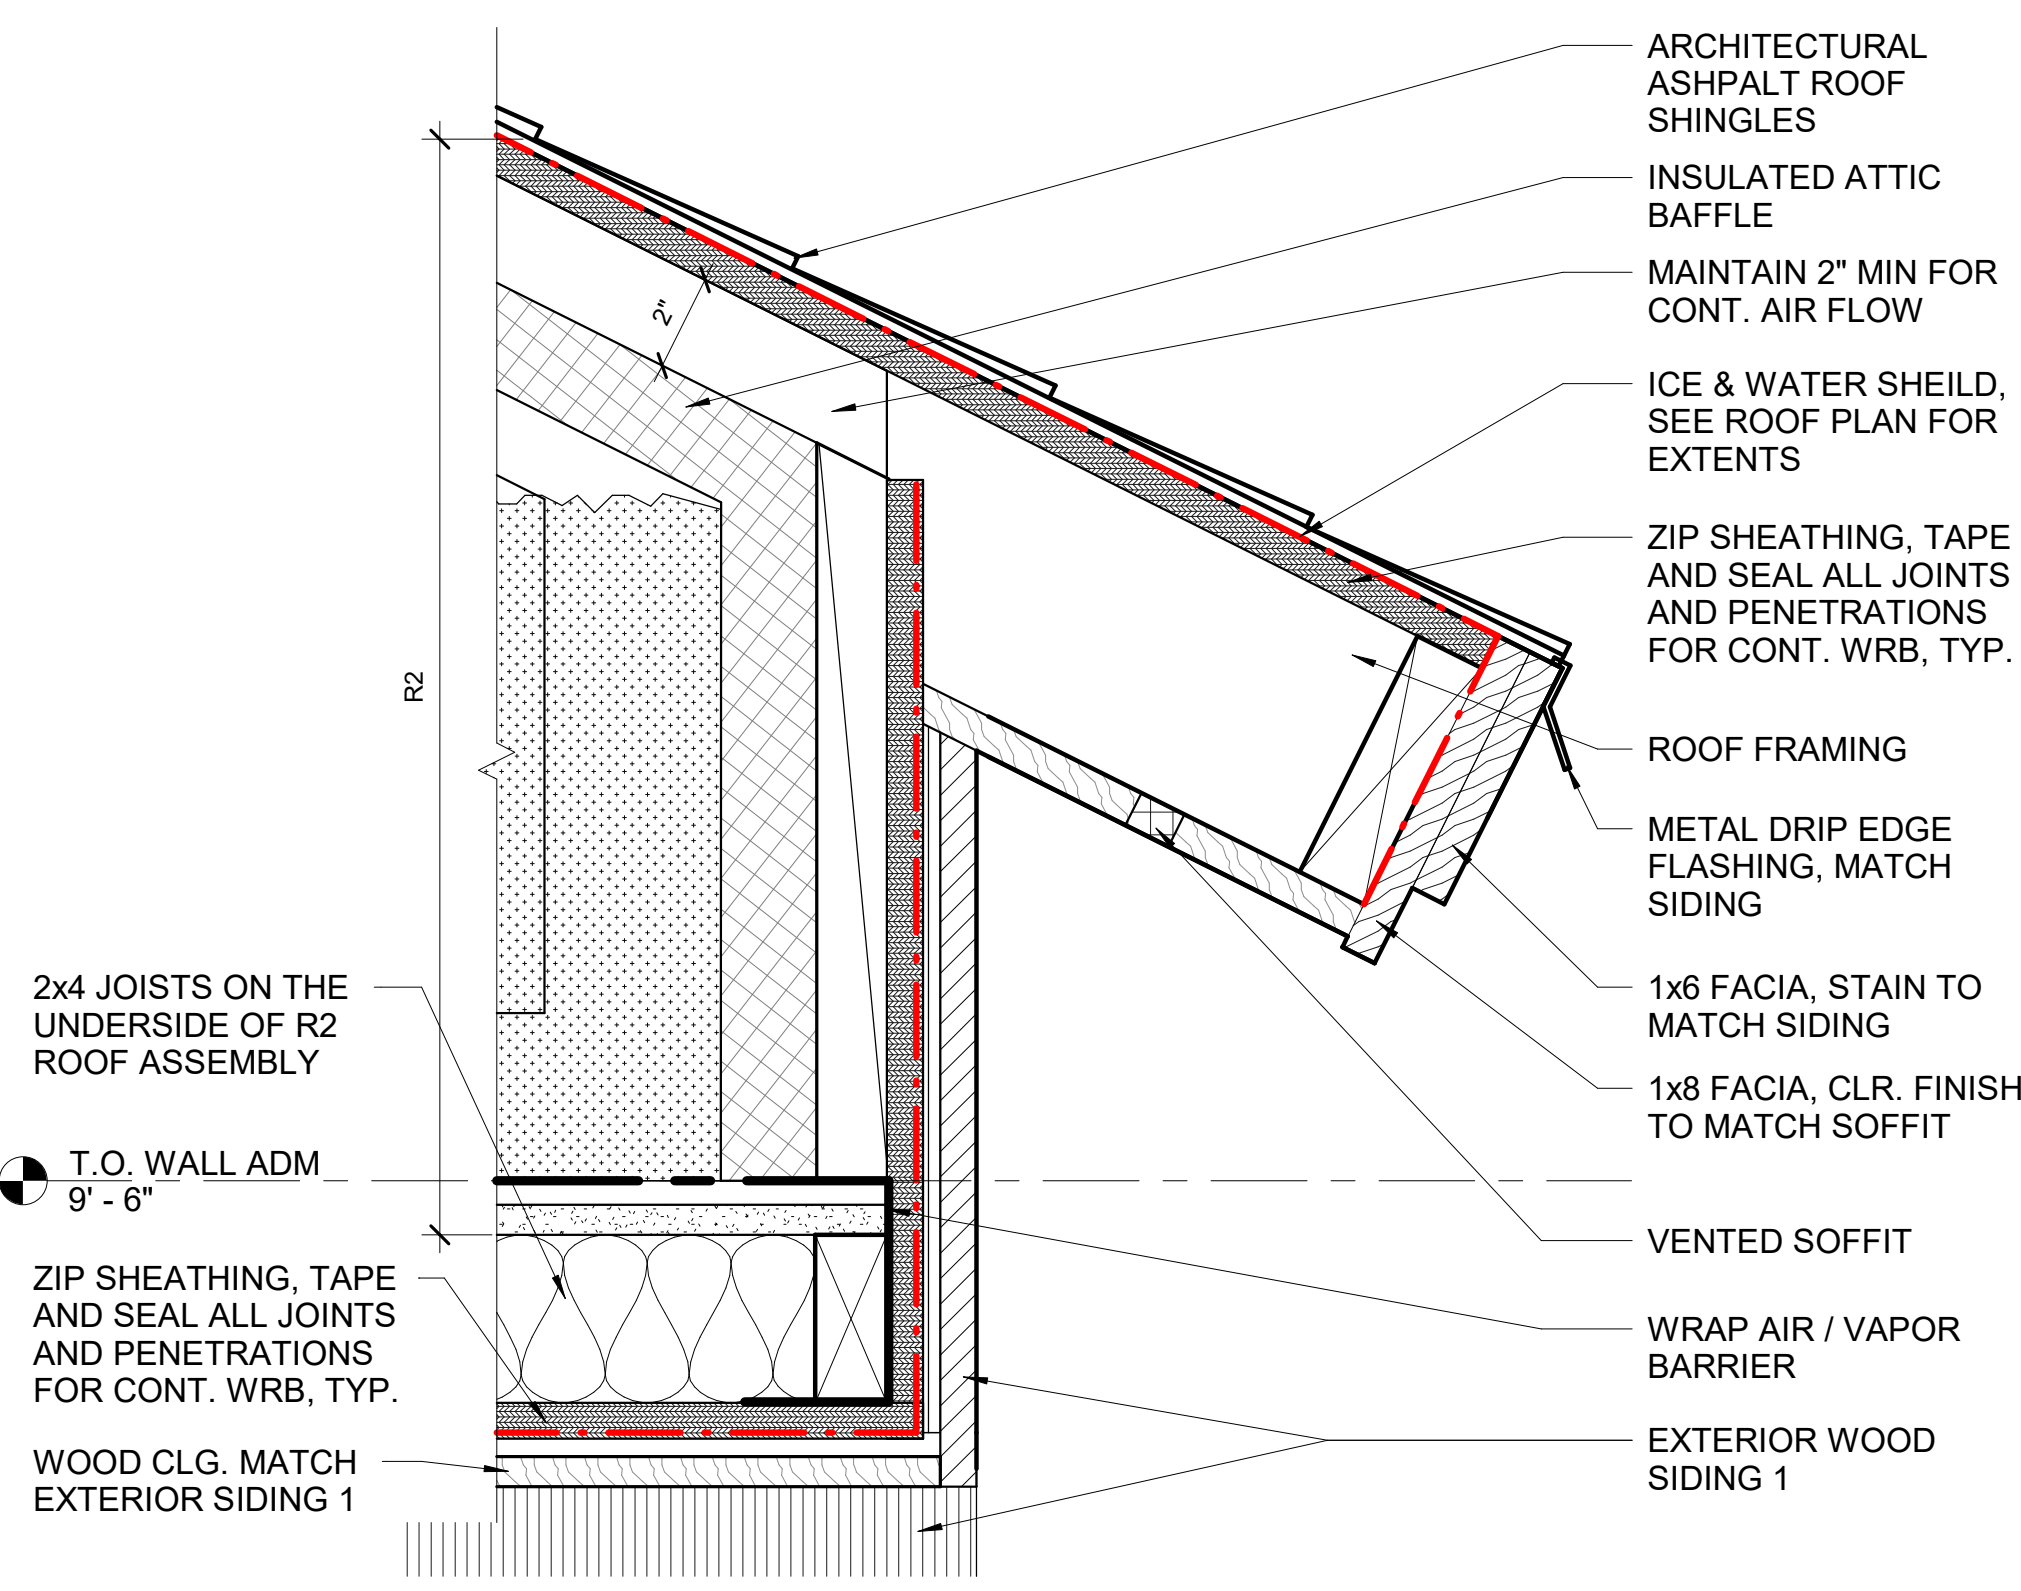 ARCHITECTURAL
ASHPALT ROOF
SHINGLES
INSULATED ATTIC
BAFFLE
MAINTAIN 2" MIN FOR
CONT. AIR FLOW
ICE & WATER SHEILD,
SEE ROOF PLAN FOR
EXTENTS
ZIP SHEATHING, TAPE
AND SEAL ALL JOINTS
AND PENETRATIONS
FOR CONT. WRB, TYP.
ROOF FRAMING
METAL DRIP EDGE
FLASHING, MATCH
SIDING
1x6 FACIA, STAIN TO
MATCH SIDING
1x8 FACIA, CLR. FINISH
TO MATCH SOFFIT
VENTED SOFFIT
WRAP AIR / VAPOR
BARRIER
EXTERIOR WOOD
SIDING 1
2"
R2
2x4 JOISTS ON THE
UNDERSIDE OF R2
ROOF ASSEMBLY
T.O. WALL ADM
9' - 6"
ZIP SHEATHING, TAPE
AND SEAL ALL JOINTS
AND PENETRATIONS
FOR CONT. WRB, TYP.
WOOD CLG. MATCH
EXTERIOR SIDING 1